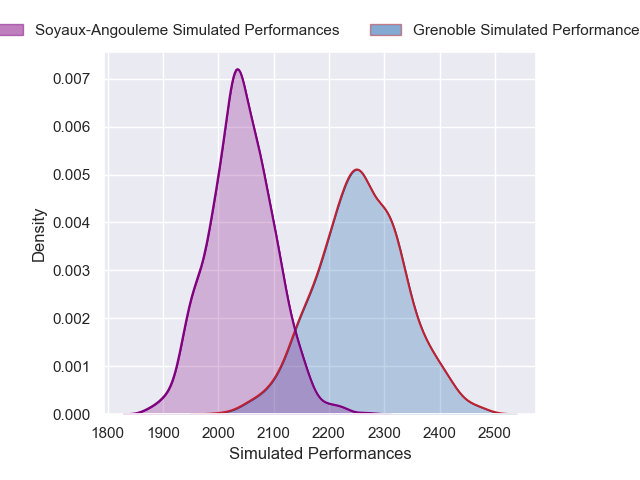 Soyaux-Angouleme Simulated Performances Grenoble Simulated Performance
0.007
0.006
0.005
0.004
0.003
0.002
0.001
0.000
Density
1800 1900 2000 2100 2200 2300 2400 2500
Simulated Performances